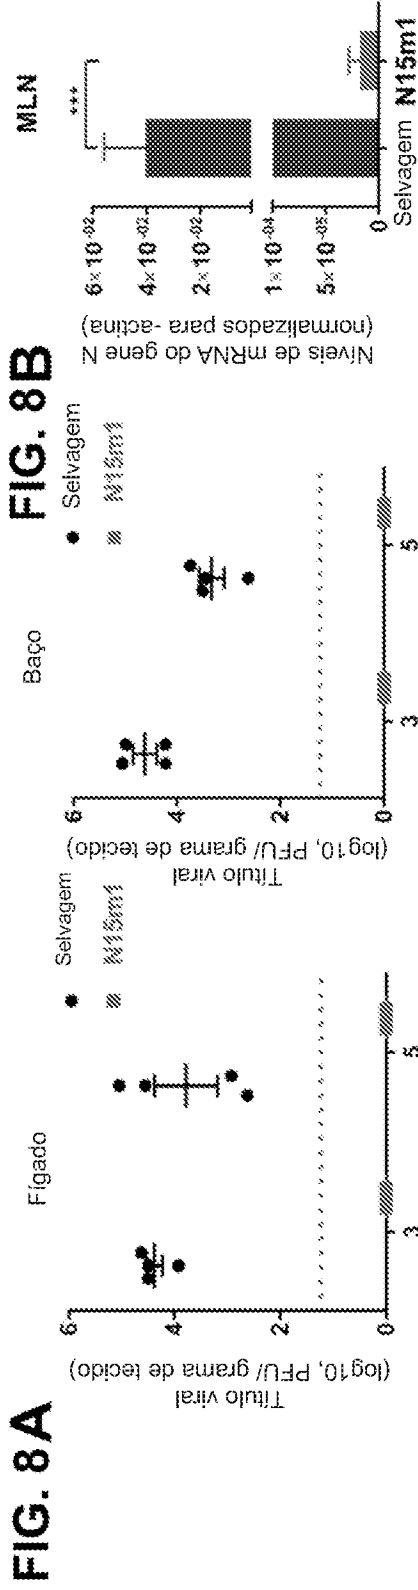 FIG. 8A
Fígado
Selvagem
N15m1
Título viral
(log10, PFU/ grama de tecido)
6
4
2
0
3
5
Baço
Selvagem
N15m1
Título viral
(log10, PFU/ grama de tecido)
6
4
2
0
3
5
FIG. 8B
MLN
***
Níveis de mRNA do gene N
(normalizados para -actina)
6×10-02
4×10-02
2×10-02
1×10-04
5×10-05
0
Selvagem N15m1